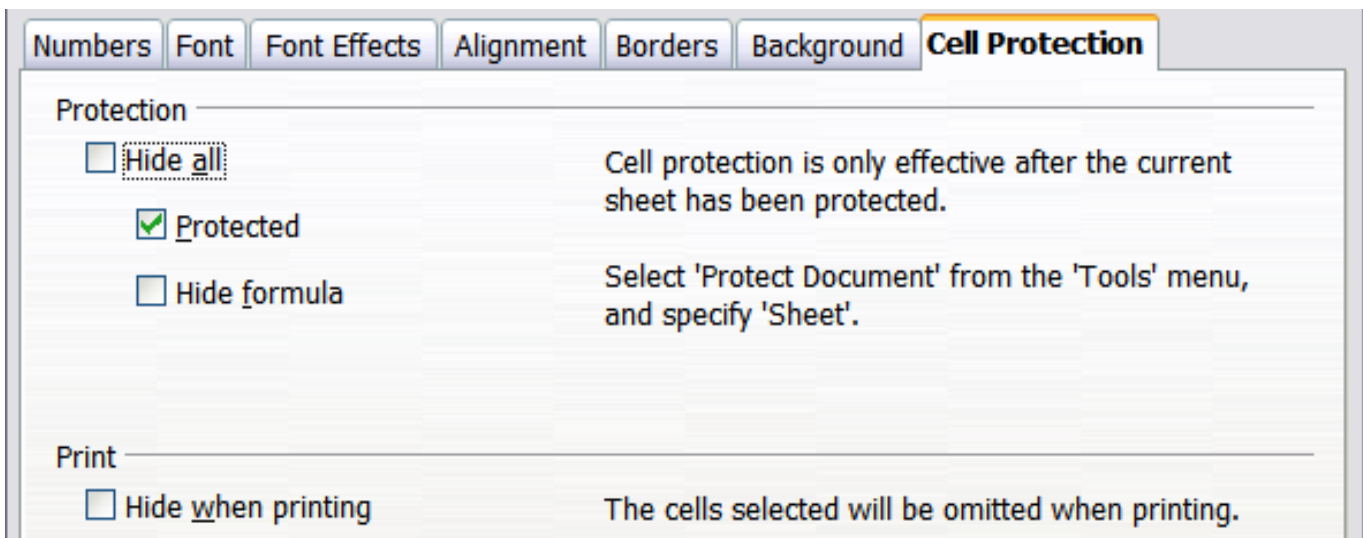 Numbers Font Font Effects Alignment Borders Background Cell Protection
Protection
Hide all Cell protection is only effective after the current
sheet has been protected.
Protected
Hide formula Select 'Protect Document' from the 'Tools' menu,
and specify 'Sheet'.
Print
Hide when printing The cells selected will be omitted when printing.